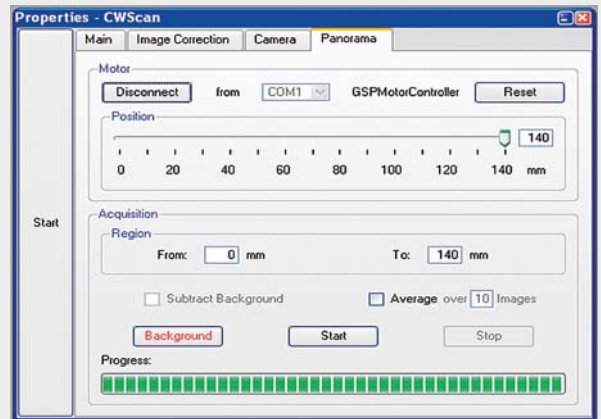 Properties - CWScan
Main Image Correction Camera Panorama
Motor
Disconnect from COM1 GSPMotorController Reset
Position
140
0 20 40 60 80 100 120 140 mm
Start
Acquisition
Region
From: 0 mm To: 140 mm
Subtract Background Average over 10 Images
Background Start Stop
Progress: